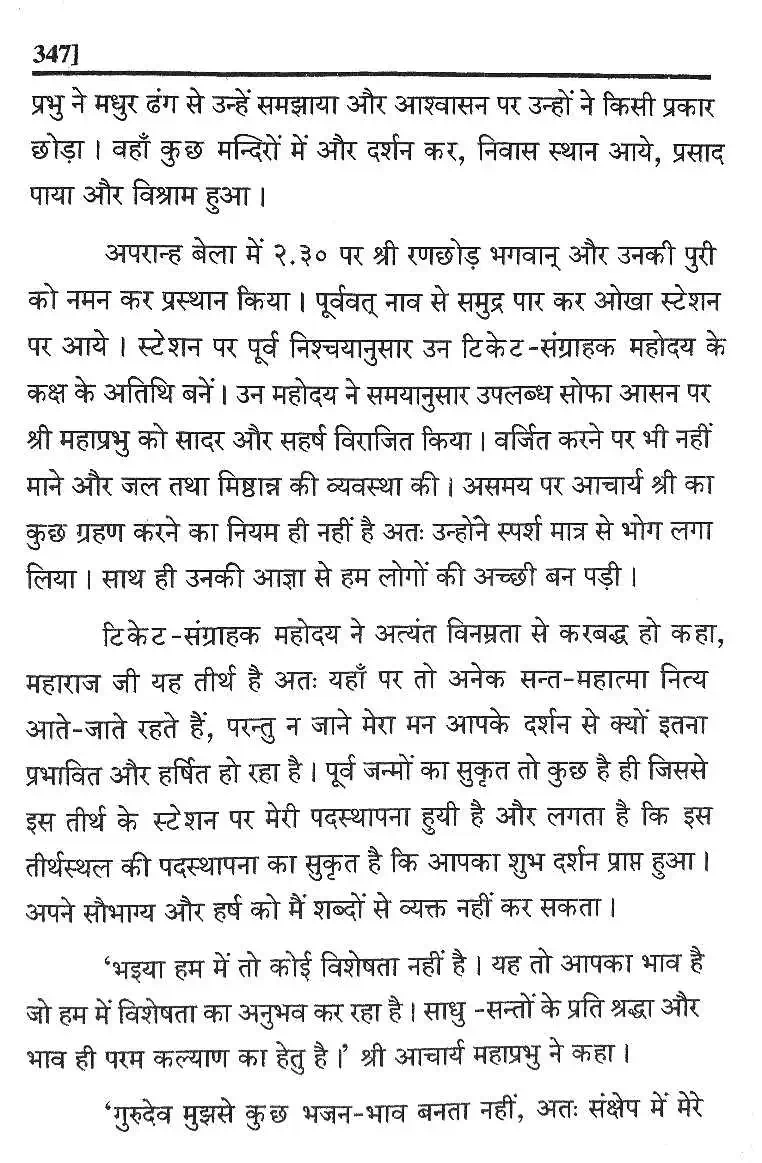 347]
प्रभु ने मधुर ढंग से उन्हें समझाया और आश्वासन पर उन्हों ने किसी प्रकार
छोड़ा । वहाँ कुछ मन्दिरों में और दर्शन कर, निवास स्थान आये, प्रसाद
पाया और विश्राम हुआ ।
अपरान्ह बेला में २.३० पर श्री रणछोड़ भगवान् और उनकी पुरी
को नमन कर प्रस्थान किया । पूर्ववत् नाव से समुद्र पार कर ओखा स्टेशन
पर आये । स्टेशन पर पूर्व निश्चयानुसार उन टिकेट-संग्राहक महोदय के
कक्ष के अतिथि बनें । उन महोदय ने समयानुसार उपलब्ध सोफा आसन पर
श्री महाप्रभु को सादर और सहर्ष विराजित किया । वर्जित करने पर भी नहीं
माने और जल तथा मिष्ठान्न की व्यवस्था की । असमय पर आचार्य श्री का
कुछ ग्रहण करने का नियम ही नहीं है अतः उन्होंने स्पर्श मात्र से भोग लगा
लिया । साथ ही उनकी आज्ञा से हम लोगों की अच्छी बन पड़ी ।
टिकेट-संग्राहक महोदय ने अत्यंत विनम्रता से करबद्ध हो कहा,
महाराज जी यह तीर्थ है अतः यहाँ पर तो अनेक सन्त-महात्मा नित्य
आते-जाते रहते हैं, परन्तु न जाने मेरा मन आपके दर्शन से क्यों इतना
प्रभावित और हर्षित हो रहा है । पूर्व जन्मों का सुकृत तो कुछ है ही जिससे
इस तीर्थ के स्टेशन पर मेरी पदस्थापना हुयी है और लगता है कि इस
तीर्थस्थल की पदस्थापना का सुकृत है कि आपका शुभ दर्शन प्राप्त हुआ ।
अपने सौभाग्य और हर्ष को मैं शब्दों से व्यक्त नहीं कर सकता ।
‘भइया हम में तो कोई विशेषता नहीं है । यह तो आपका भाव है
जो हम में विशेषता का अनुभव कर रहा है । साधु -सन्तों के प्रति श्रद्धा और
भाव ही परम कल्याण का हेतु है ।’ श्री आचार्य महाप्रभु ने कहा ।
‘गुरुदेव मुझसे कुछ भजन-भाव बनता नहीं, अतः संक्षेप में मेरे